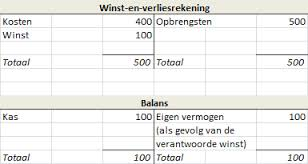 Winst-en-verliesrekening
Kosten 400 Opbrengsten 500
Winst 100
Totaal 500 Totaal 500
Balans
Kas 100 Eigen vermogen 100
(als gevolg van de
verantwoorde winst)
Totaal 100 Totaal 100